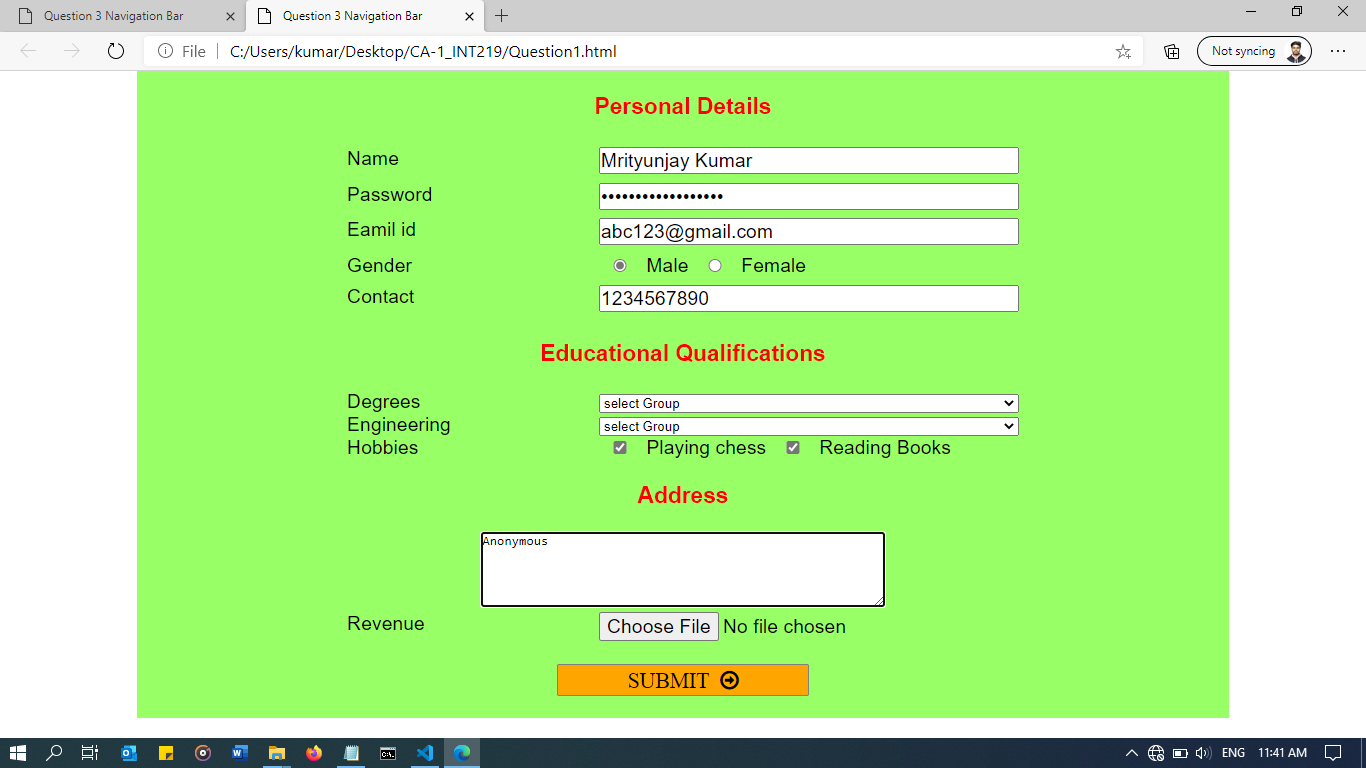 Question 3 Navigation Bar
Question 3 Navigation Bar
File C:/Users/kumar/Desktop/CA-1_INT219/Question1.html Not syncing
Personal Details
Name Mrityunjay Kumar
Password ••••••••••••••••••
Eamil id abc123@gmail.com
Gender Male Female
Contact 1234567890
Educational Qualifications
Degrees select Group
Engineering select Group
Hobbies Playing chess Reading Books
Address
Anonymous
Revenue Choose File No file chosen
SUBMIT
ENG 11:41 AM